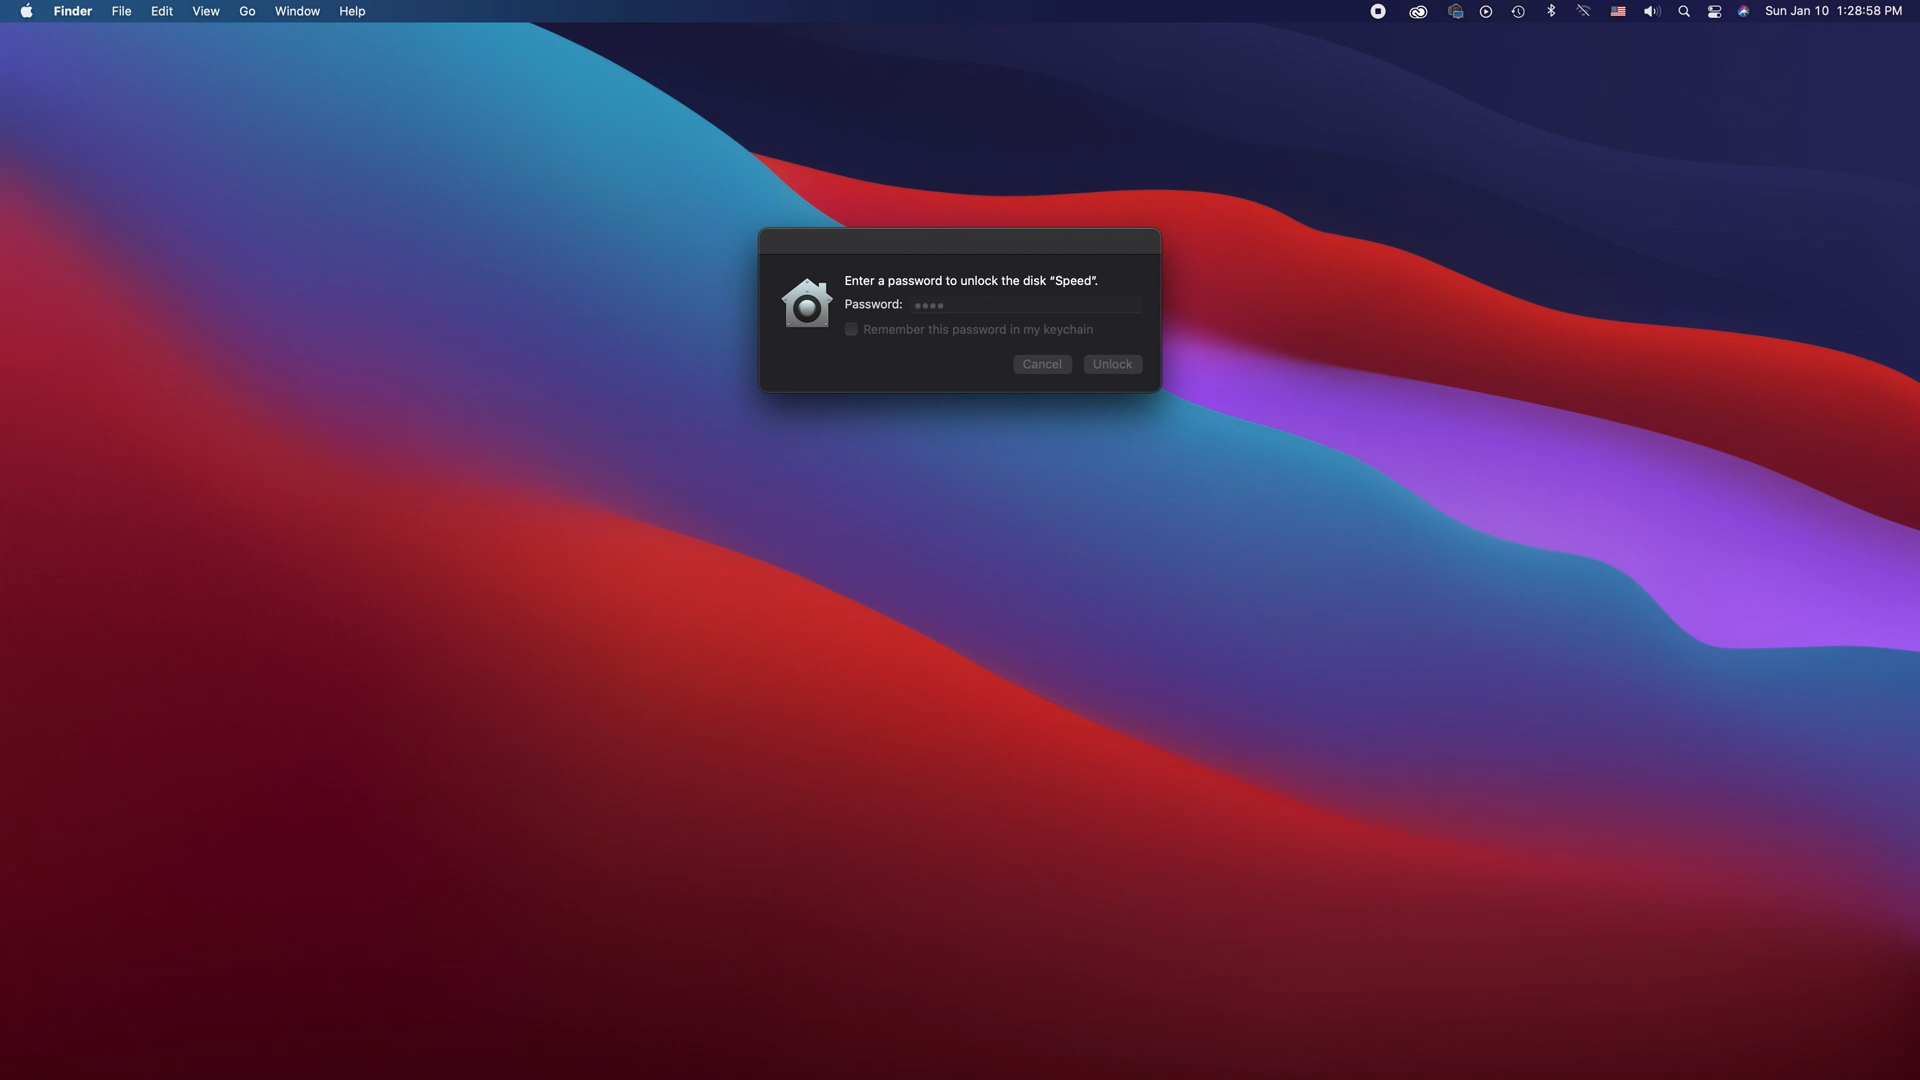 Finder File Edit View Go Window Help Sun Jan 10 1:28:58 PM
Enter a password to unlock the disk “Speed”.
Password: ●●●●
Remember this password in my keychain
Cancel Unlock